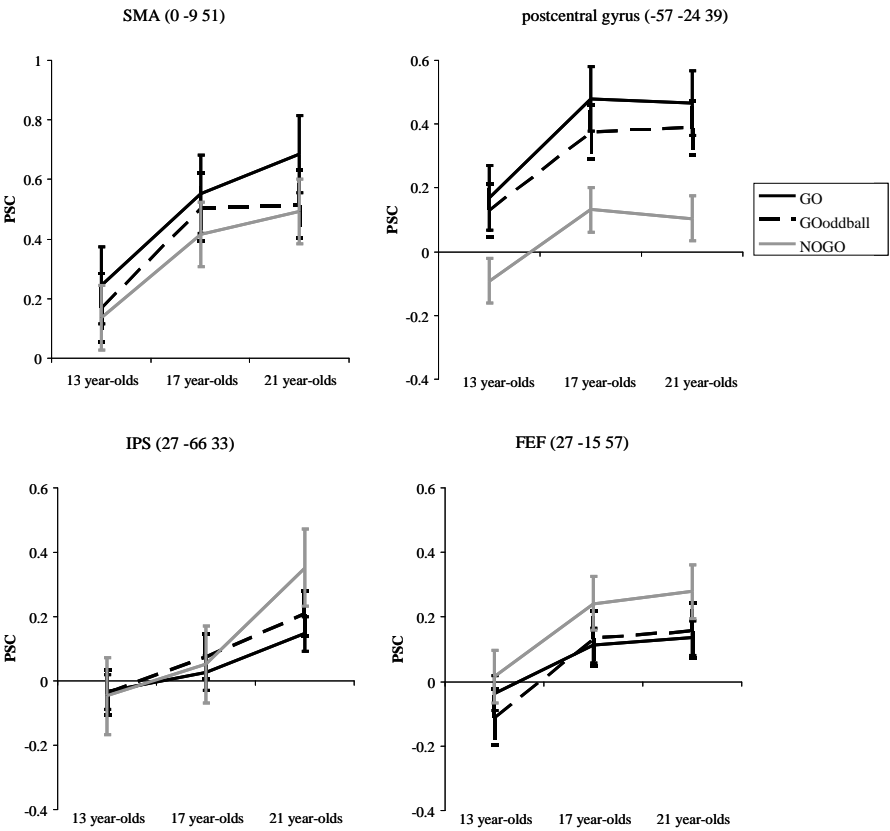 SMA (0 -9 51)
PSC
1
0.8
0.6
0.4
0.2
0
13 year-olds 17 year-olds 21 year-olds
postcentral gyrus (-57 -24 39)
PSC
0.6
0.4
0.2
0
-0.2
-0.4
13 year-olds 17 year-olds 21 year-olds
GO
GOoddball
NOGO
IPS (27 -66 33)
PSC
0.6
0.4
0.2
0
-0.2
-0.4
13 year-olds 17 year-olds 21 year-olds
FEF (27 -15 57)
PSC
0.6
0.4
0.2
0
-0.2
-0.4
13 year-olds 17 year-olds 21 year-olds